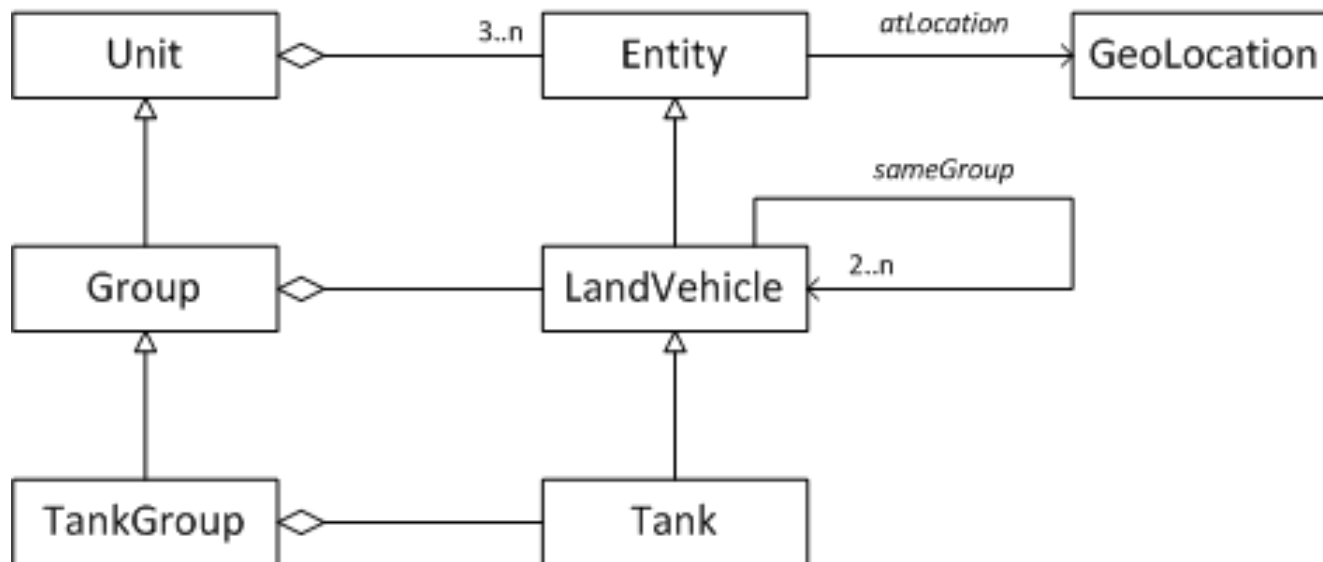 Unit
3..n
Entity
atLocation
GeoLocation
sameGroup
Group
LandVehicle
2..n
TankGroup
Tank